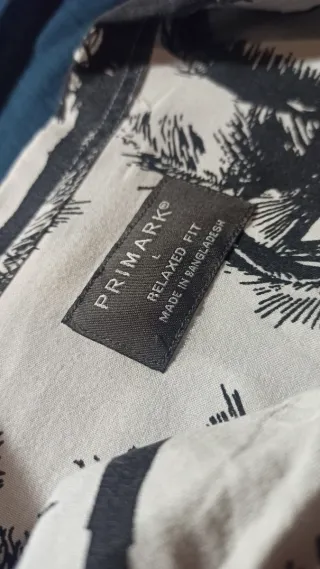 PRIMARK®
L
RELAXED FIT
MADE IN BANGLADESH